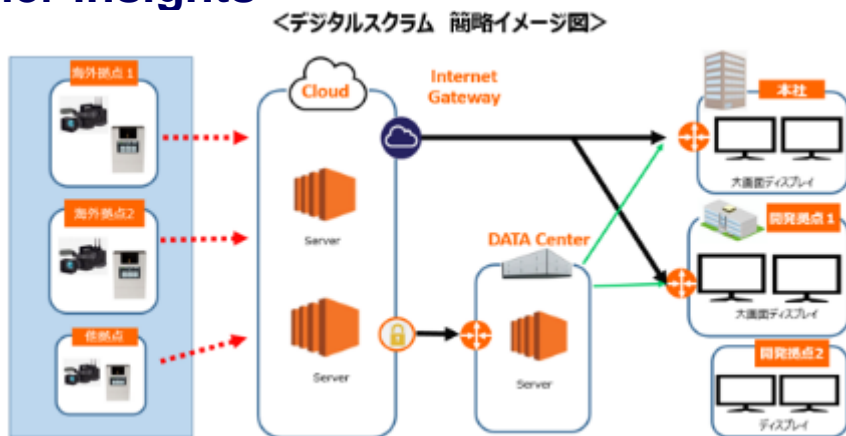 ＜デジタルスクラム 簡略イメージ図＞
海外拠点1
海外拠点2
他拠点
Cloud
Server
Server
Internet
Gateway
DATA Center
Server
本社
大画面ディスプレイ
開発拠点1
大画面ディスプレイ
開発拠点2
ディスプレイ